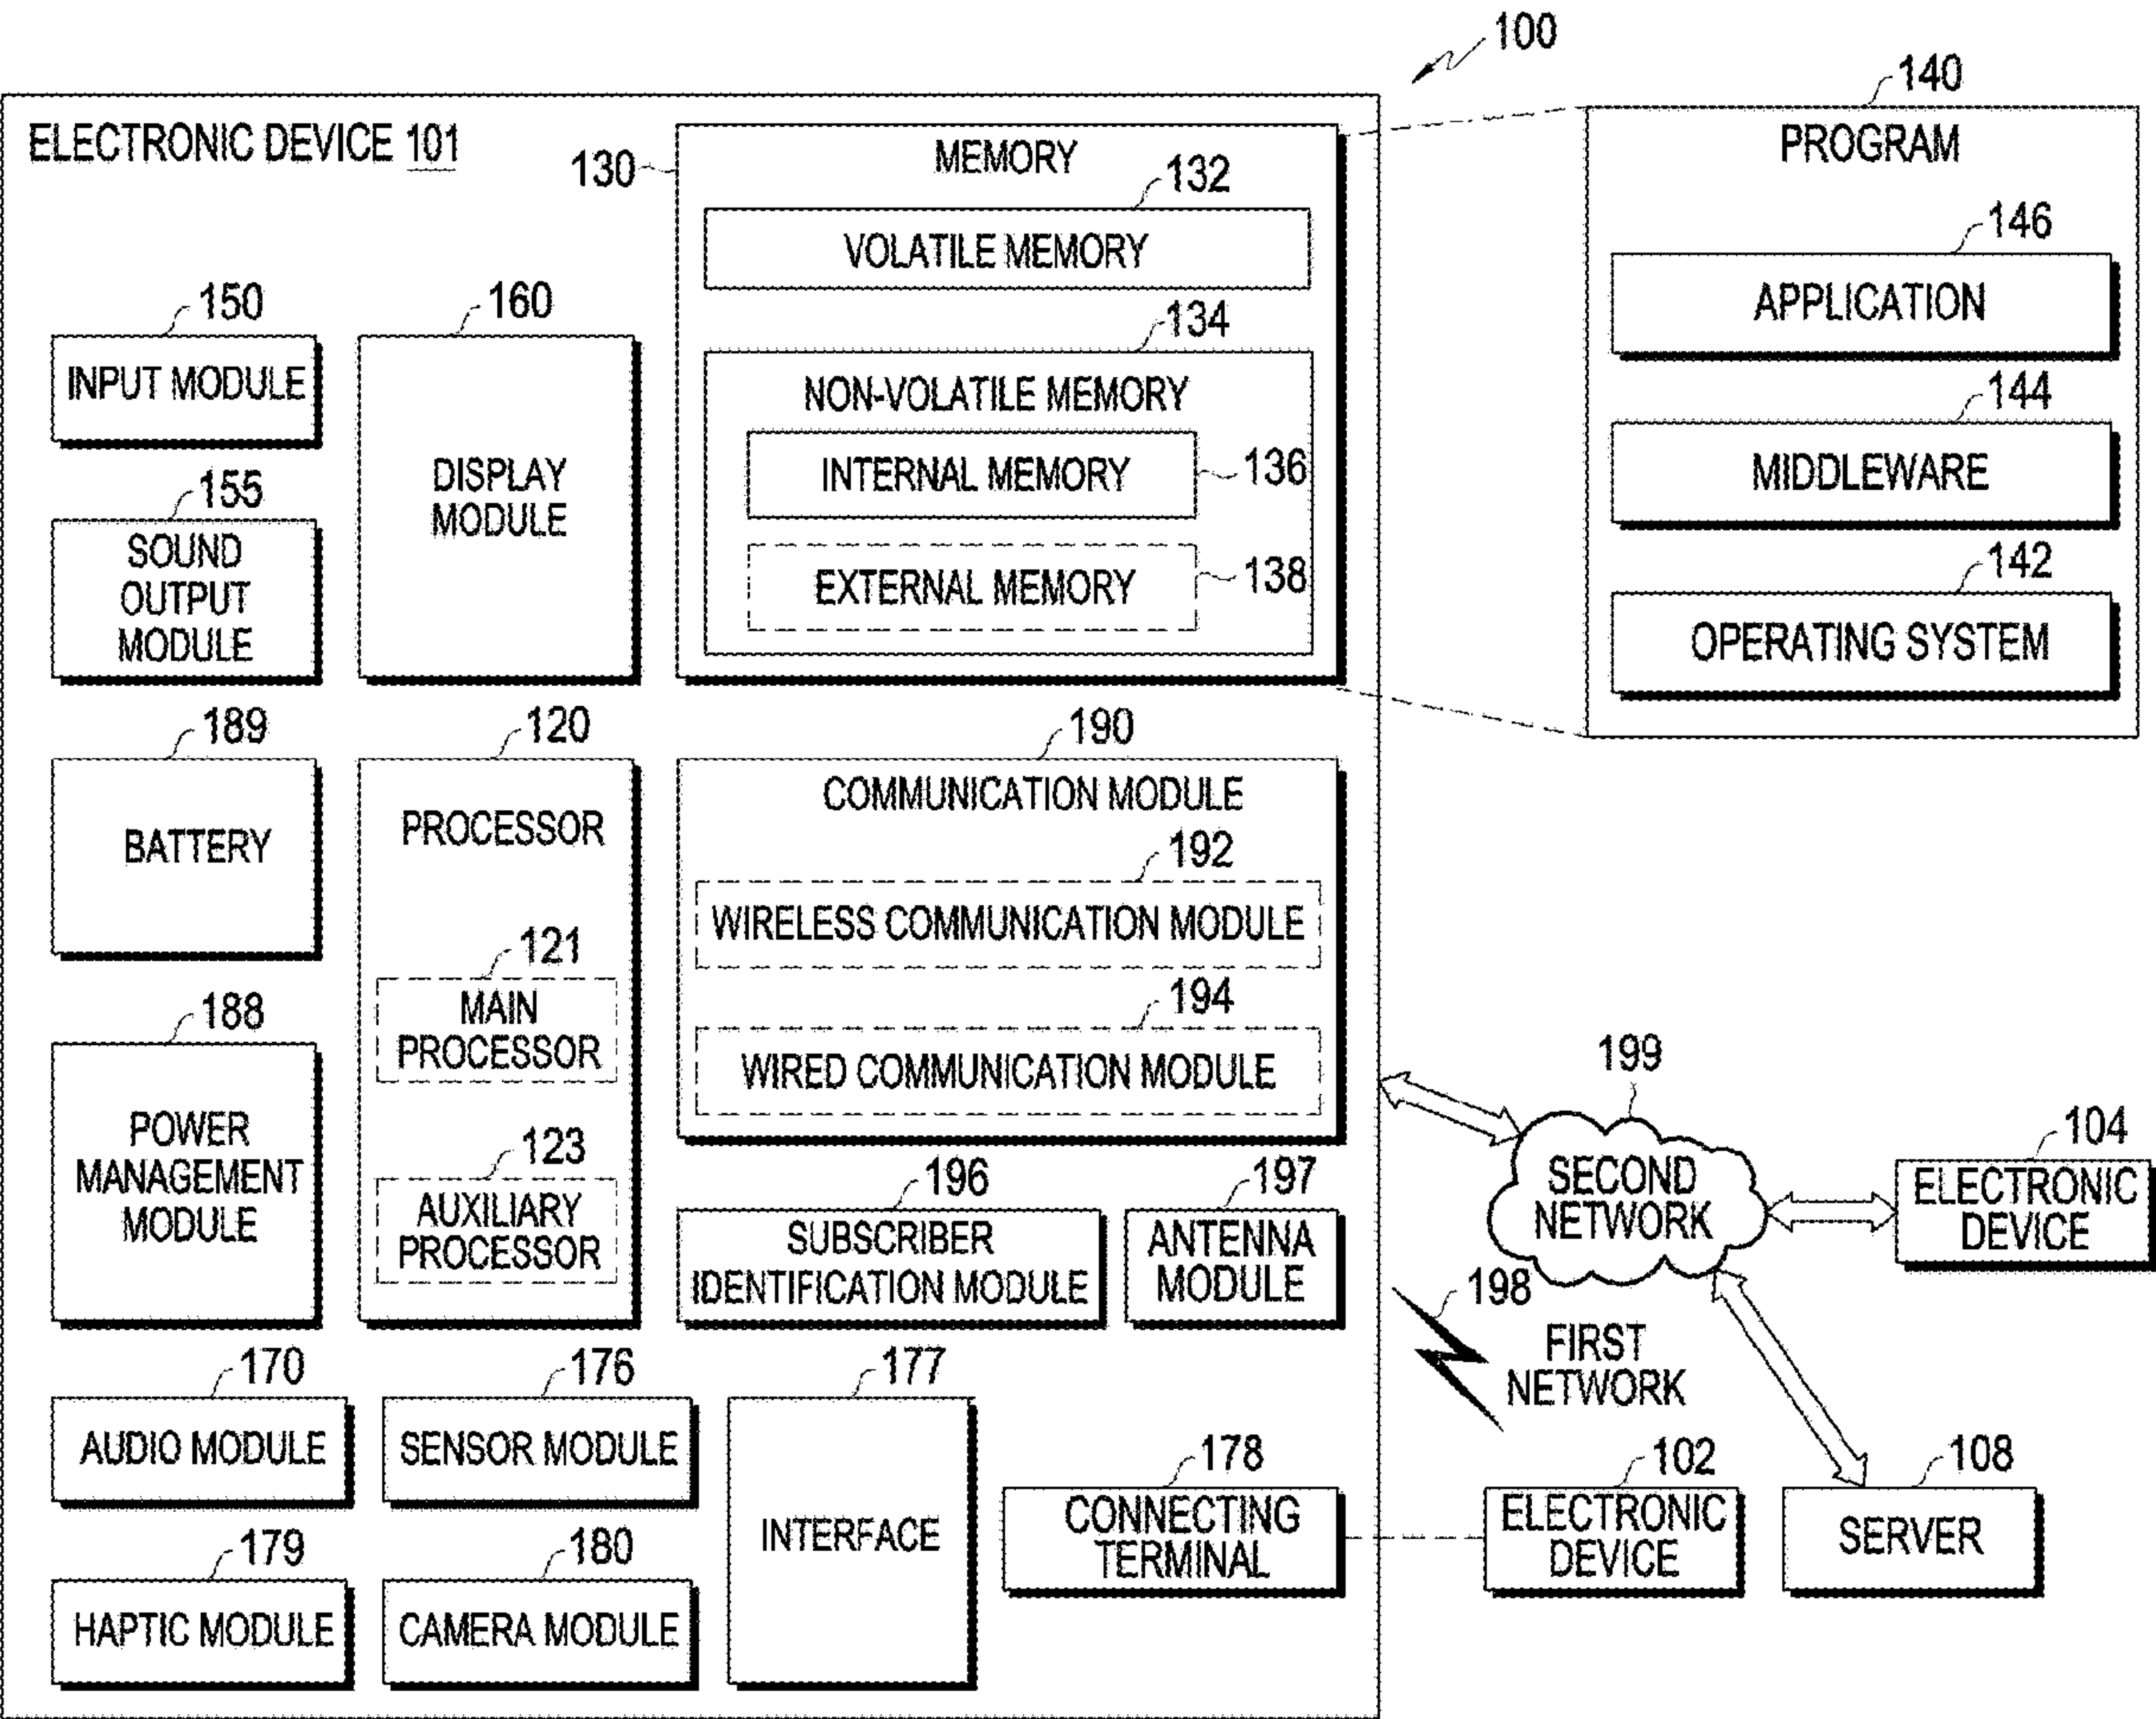 100
ELECTRONIC DEVICE 101
130
MEMORY
132
VOLATILE MEMORY
134
NON-VOLATILE MEMORY
INTERNAL MEMORY
136
EXTERNAL MEMORY
138
140
PROGRAM
146
APPLICATION
144
MIDDLEWARE
142
OPERATING SYSTEM
150
INPUT MODULE
160
DISPLAY
MODULE
155
SOUND
OUTPUT
MODULE
189
BATTERY
120
PROCESSOR
121
MAIN
PROCESSOR
123
AUXILIARY
PROCESSOR
190
COMMUNICATION MODULE
192
WIRELESS COMMUNICATION MODULE
194
WIRED COMMUNICATION MODULE
188
POWER
MANAGEMENT
MODULE
196
SUBSCRIBER
IDENTIFICATION MODULE
197
ANTENNA
MODULE
199
SECOND
NETWORK
104
ELECTRONIC
DEVICE
198
FIRST
NETWORK
170
AUDIO MODULE
176
SENSOR MODULE
177
INTERFACE
178
CONNECTING
TERMINAL
102
ELECTRONIC
DEVICE
108
SERVER
179
HAPTIC MODULE
180
CAMERA MODULE